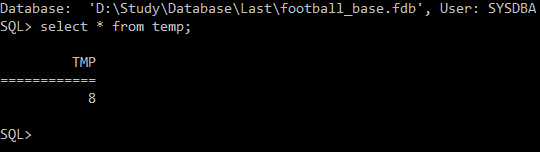 Database:  'D:\Study\Database\Last\football_base.fdb', User: SYSDBA
SQL> select * from temp;
         TMP
============
           8
SQL>